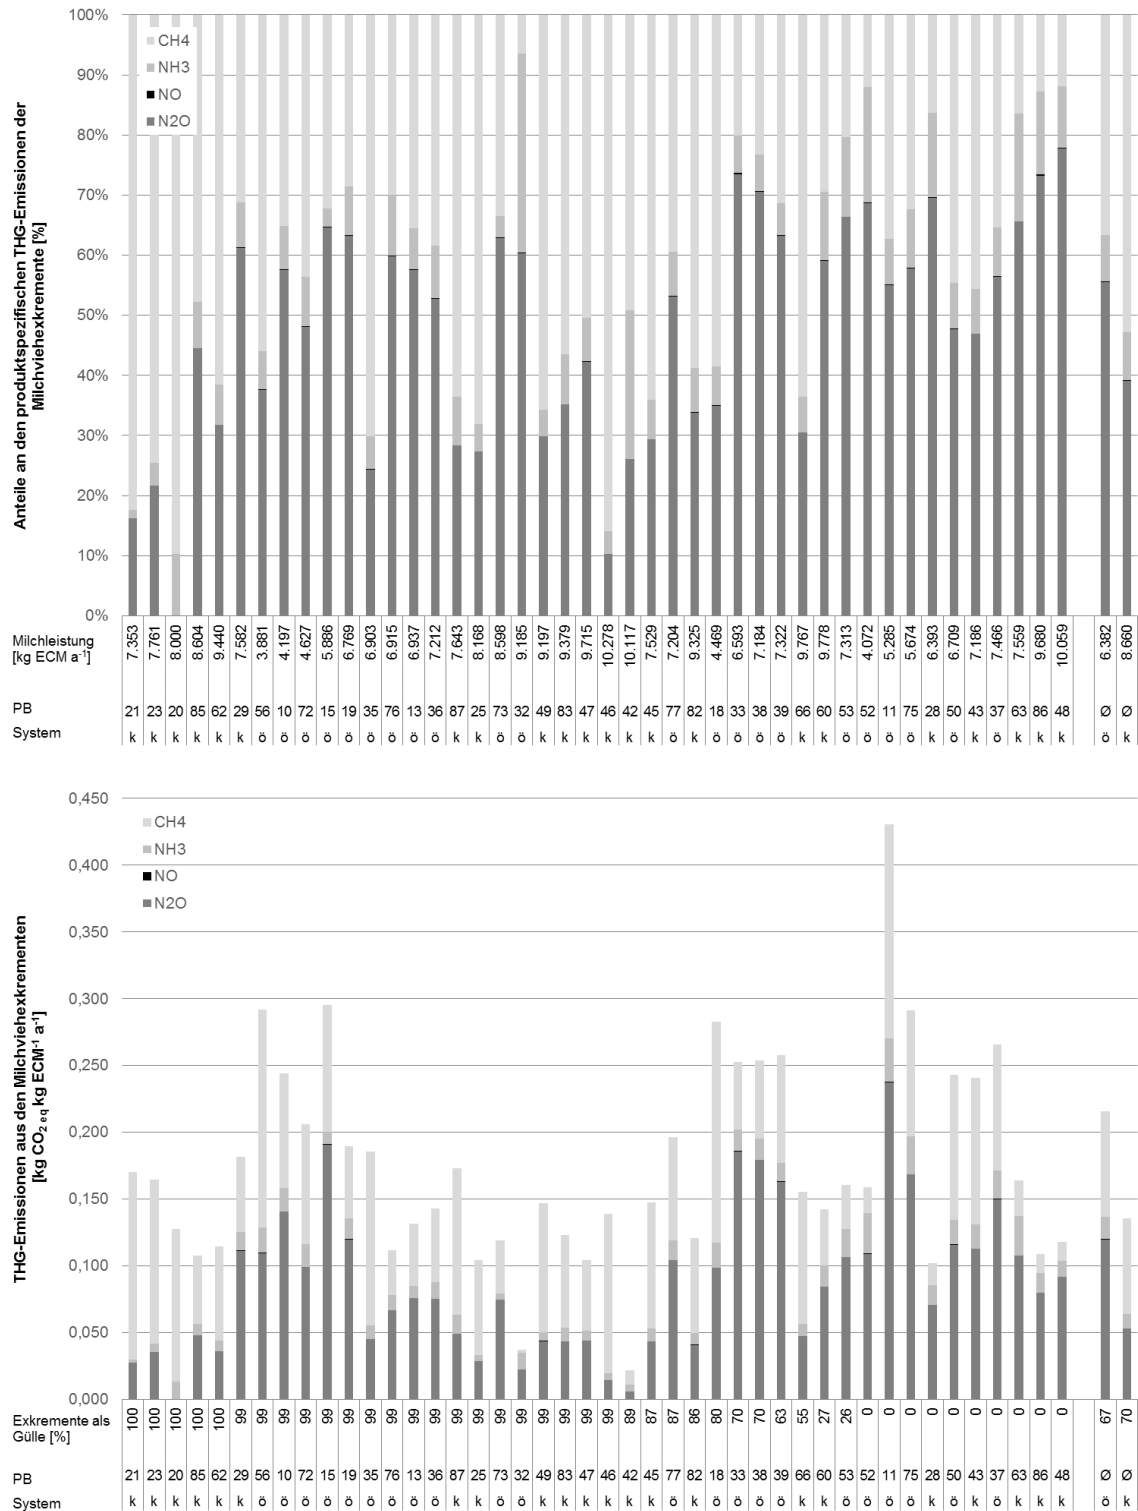 100%
90%
80%
70%
60%
50%
40%
30%
20%
10%
0%
Anteile an den produktspezifischen THG-Emissionen der
Milchviehexkremente [%]
CH4
NH3
NO
N2O
Milchleistung
[kg ECM a⁻¹]
7.353 7.761 8.000 8.604 9.440 7.582 3.881 4.197 4.627 5.886 6.769 6.903 6.915 6.937 7.212 7.643 8.168 8.598 9.185 9.197 9.379 9.715 10.278 10.117 7.529 7.204 9.325 4.469 6.593 7.184 7.322 9.767 9.778 7.313 4.072 5.285 5.674 6.393 6.709 7.186 7.466 7.559 9.680 10.059 6.382 8.660
PB 21 23 20 85 62 29 56 10 72 15 19 35 76 13 36 87 25 73 32 49 83 47 46 42 45 77 82 18 33 38 39 66 60 53 52 11 75 28 50 43 37 63 86 48 Ø Ø
System k k k k k k ö ö ö ö ö ö ö ö ö k k ö ö k k k k k k ö k ö ö ö ö k k ö ö ö ö k ö k ö k k k ö k
0,450
0,400
0,350
0,300
0,250
0,200
0,150
0,100
0,050
0,000
THG-Emissionen aus den Milchviehexkrementen
[kg CO₂ eq kg ECM⁻¹ a⁻¹]
CH4
NH3
NO
N2O
Exkremente als
Gülle [%]
100 100 100 100 100 99 99 99 99 99 99 99 99 99 99 99 99 99 99 99 99 99 99 89 87 87 86 80 70 70 63 55 27 26 0 0 0 0 0 0 0 0 0 0 67 70
PB 21 23 20 85 62 29 56 10 72 15 19 35 76 13 36 87 25 73 32 49 83 47 46 42 45 77 82 18 33 38 39 66 60 53 52 11 75 28 50 43 37 63 86 48 Ø Ø
System k k k k k k ö ö ö ö ö ö ö ö ö k k ö ö k k k k k k ö k ö ö ö ö k k ö ö ö ö k ö k ö k k k ö k